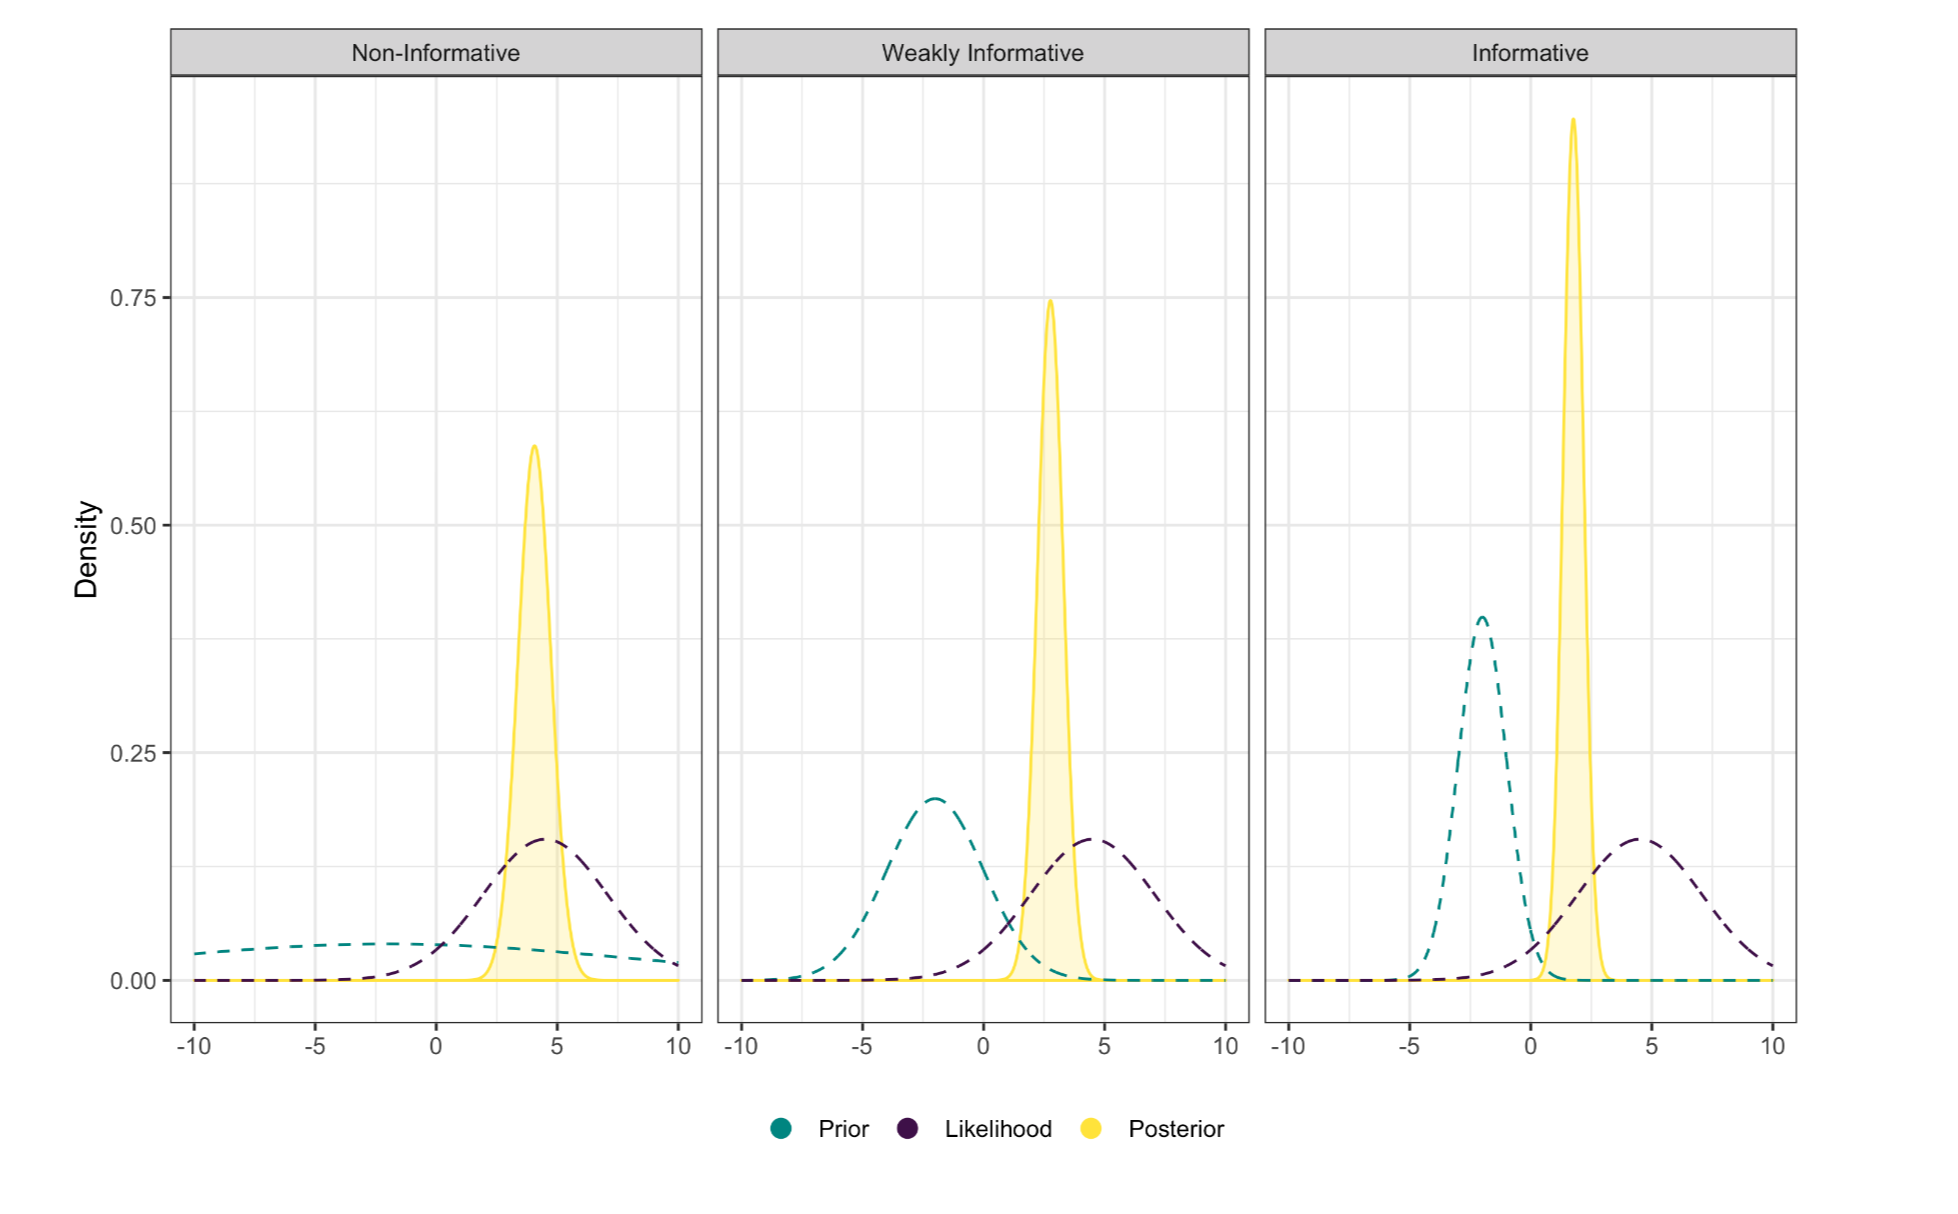 Non-Informative Weakly Informative Informative
Density
0.75
0.50
0.25
0.00
-10 -5 0 5 10 -10 -5 0 5 10 -10 -5 0 5 10
Prior Likelihood Posterior